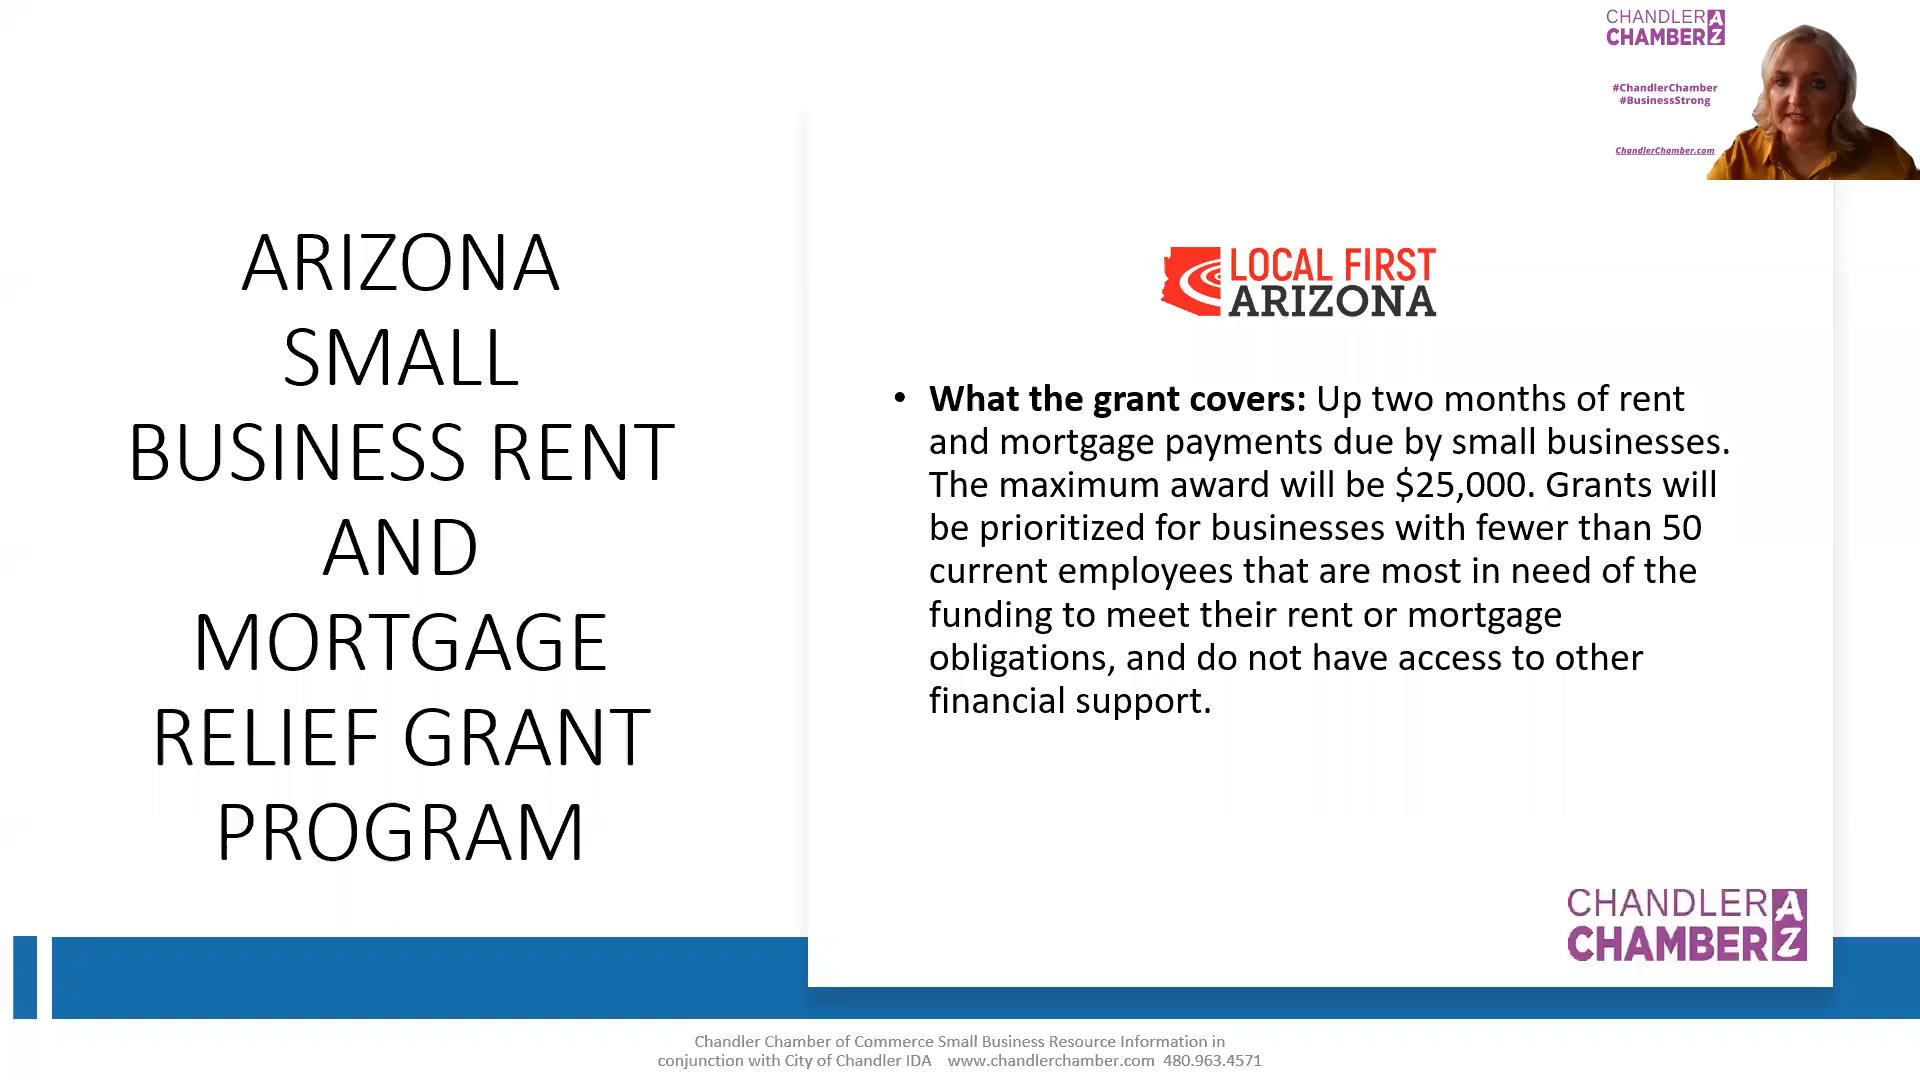 CHANDLER AZ
CHAMBER
#ChandlerChamber
#BusinessStrong
ChandlerChamber.com
ARIZONA
SMALL
BUSINESS RENT
AND
MORTGAGE
RELIEF GRANT
PROGRAM
LOCAL FIRST
ARIZONA
• What the grant covers: Up two months of rent
and mortgage payments due by small businesses.
The maximum award will be $25,000. Grants will
be prioritized for businesses with fewer than 50
current employees that are most in need of the
funding to meet their rent or mortgage
obligations, and do not have access to other
financial support.
CHANDLER AZ
CHAMBER
Chandler Chamber of Commerce Small Business Resource Information in
conjunction with City of Chandler IDA www.chandlerchamber.com 480.963.4571